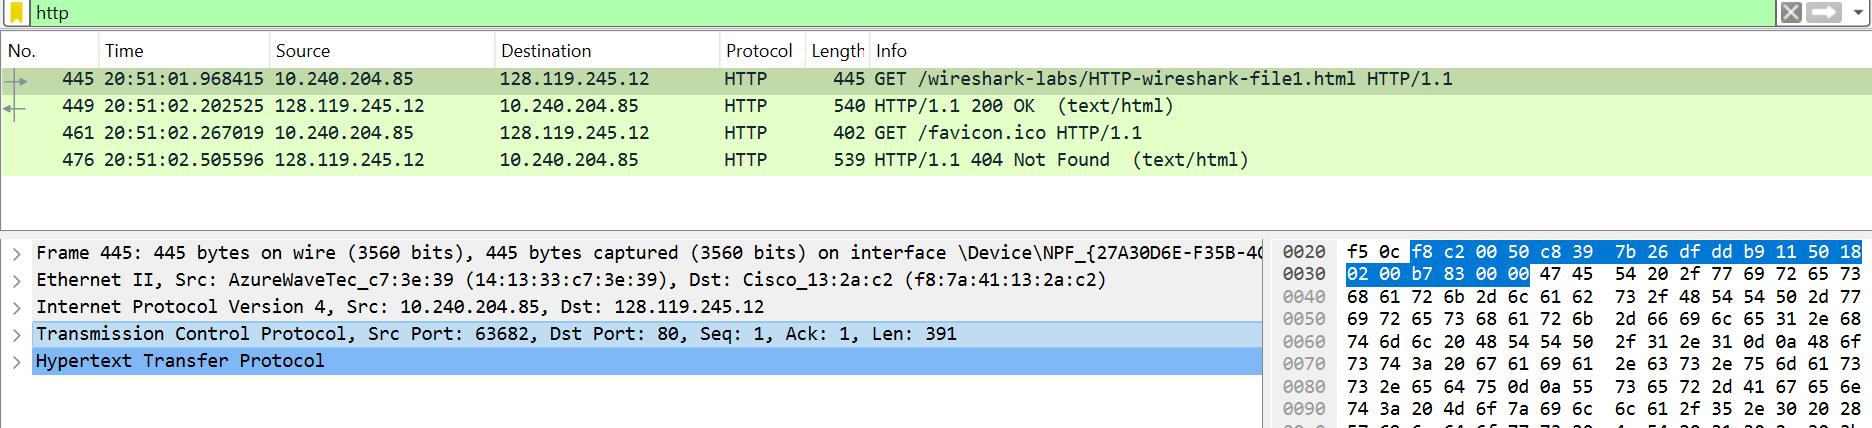 http
No. Time Source Destination Protocol Length Info
445 20:51:01.968415 10.240.204.85 128.119.245.12 HTTP 445 GET /wireshark-labs/HTTP-wireshark-file1.html HTTP/1.1
449 20:51:02.202525 128.119.245.12 10.240.204.85 HTTP 540 HTTP/1.1 200 OK (text/html)
461 20:51:02.267019 10.240.204.85 128.119.245.12 HTTP 402 GET /favicon.ico HTTP/1.1
476 20:51:02.505596 128.119.245.12 10.240.204.85 HTTP 539 HTTP/1.1 404 Not Found (text/html)
Frame 445: 445 bytes on wire (3560 bits), 445 bytes captured (3560 bits) on interface \Device\NPF_{27A30D6E-F35B-4
Ethernet II, Src: AzureWaveTec_c7:3e:39 (14:13:33:c7:3e:39), Dst: Cisco_13:2a:c2 (f8:7a:41:13:2a:c2)
Internet Protocol Version 4, Src: 10.240.204.85, Dst: 128.119.245.12
Transmission Control Protocol, Src Port: 63682, Dst Port: 80, Seq: 1, Ack: 1, Len: 391
Hypertext Transfer Protocol
0020 f5 0c f8 c2 00 50 c8 39 7b 26 df dd b9 11 50 18
0030 02 00 b7 83 00 00 47 45 54 20 2f 77 69 72 65 73
0040 68 61 72 6b 2d 6c 61 62 73 2f 48 54 54 50 2d 77
0050 69 72 65 73 68 61 72 6b 2d 66 69 6c 65 31 2e 68
0060 74 6d 6c 20 48 54 54 50 2f 31 2e 31 0d 0a 48 6f
0070 73 74 3a 20 67 61 69 61 2e 63 73 2e 75 6d 61 73
0080 73 2e 65 64 75 0d 0a 55 73 65 72 2d 41 67 65 6e
0090 74 3a 20 4d 6f 7a 69 6c 6c 61 2f 35 2e 30 20 28